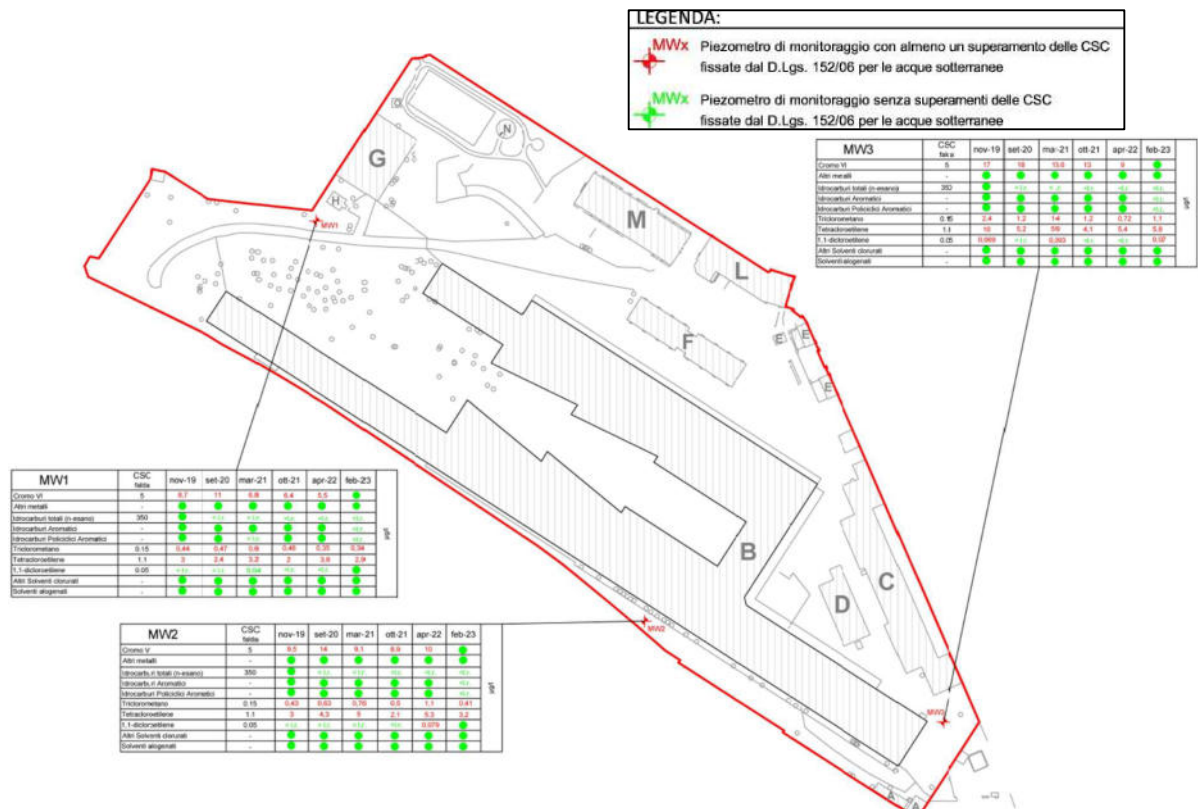 LEGENDA:
MWx Piezometro di monitoraggio con almeno un superamento delle CSC
fissate dal D.Lgs. 152/06 per le acque sotterranee
MWx Piezometro di monitoraggio senza superamenti delle CSC
fissate dal D.Lgs. 152/06 per le acque sotterranee
MW3 CSC falda nov-19 set-20 mar-21 ott-21 apr-22 feb-23
Cromo VI 5 17 18 13,9 13 9
Altri metalli -
Idrocarburi totali (n-esano) 350
Idrocarburi Aromatici -
Idrocarburi Policiclici Aromatici -
Triclorometano 0.15 2,4 1,2 1,2 0,72 1,1
Tetracloroetilene 1.1 5,2 4,1 5,4 5,8
1,1-dicloroetilene 0.05 0,02
Altri Solventi clorurati -
Solventi alogenati -
µg/l
N
G
H
MW1
M
L
F
E
E
E
B
C
D
MW2
MW3
A
A
MW1 CSC falda nov-19 set-20 mar-21 ott-21 apr-22 feb-23
Cromo VI 5 9,7 11 6,8 6,4 5,5
Altri metalli -
Idrocarburi totali (n-esano) 350
Idrocarburi Aromatici -
Idrocarburi Policiclici Aromatici -
Triclorometano 0.15 0,44 0,47 0,6 0,46 0,35 0,34
Tetracloroetilene 1.1 3 2,4 3,2 2 3,8 2,9
1,1-dicloroetilene 0.05 0,04
Altri Solventi clorurati -
Solventi alogenati -
µg/l
MW2 CSC falda nov-19 set-20 mar-21 ott-21 apr-22 feb-23
Cromo V 5 9,5 14 9,1 8,9 10
Altri metalli -
Idrocarburi totali (n-esano) 350
Idrocarburi Aromatici -
Idrocarburi Policiclici Aromatici -
Triclorometano 0.15 0,43 0,63 0,76 0,5 1,1 0,41
Tetracloroetilene 1.1 3 4,3 5 2,1 5,3 3,2
1,1-dicloroetilene 0.05 0,079
Altri Solventi clorurati -
Solventi alogenati -
µg/l